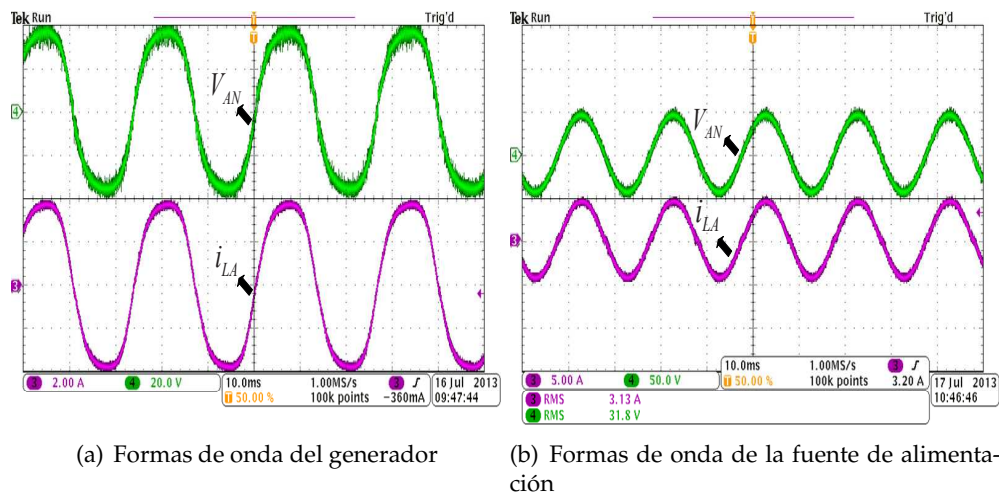 Tek Run
Trig'd
T
T
V_AN
4
i_LA
3
3 2.00 A
4 20.0 V
10.0ms
1.00MS/s
3
T 50.00 %
100k points
-360mA
16 Jul 2013
09:47:44
(a) Formas de onda del generador
Tek Run
Trig'd
T
T
V_AN
4
i_LA
3
3 5.00 A
4 50.0 V
10.0ms
1.00MS/s
3
T 50.00 %
100k points
3.20 A
3 RMS 3.13 A
4 RMS 31.8 V
17 Jul 2013
10:46:46
(b) Formas de onda de la fuente de alimenta-
ción